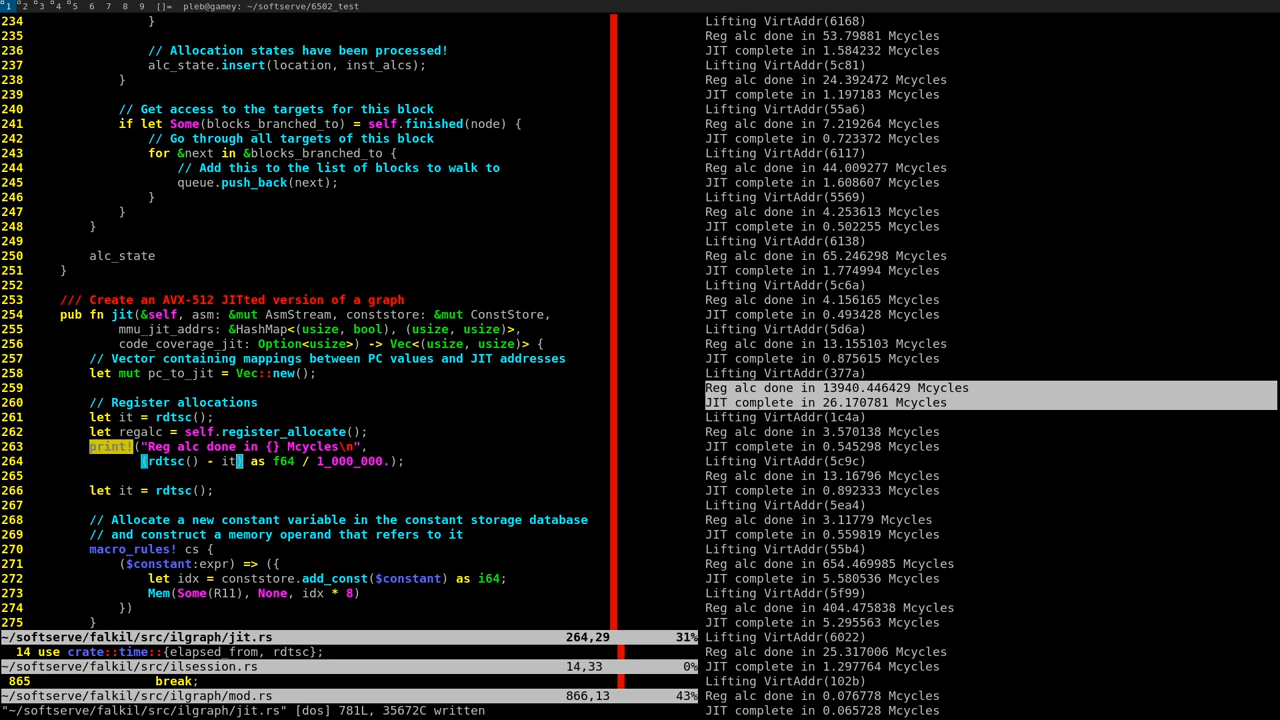 1 2 3 4 5 6 7 8 9 []= pleb@gamey: ~/softserve/6502_test
234                 }
235
236                 // Allocation states have been processed!
237                 alc_state.insert(location, inst_alcs);
238             }
239
240             // Get access to the targets for this block
241             if let Some(blocks_branched_to) = self.finished(node) {
242                 // Go through all targets of this block
243                 for &next in &blocks_branched_to {
244                     // Add this to the list of blocks to walk to
245                     queue.push_back(next);
246                 }
247             }
248         }
249
250         alc_state
251     }
252
253     /// Create an AVX-512 JITted version of a graph
254     pub fn jit(&self, asm: &mut AsmStream, conststore: &mut ConstStore,
255             mmu_jit_addrs: &HashMap<(usize, bool), (usize, usize)>,
256             code_coverage_jit: Option<usize>) -> Vec<(usize, usize)> {
257         // Vector containing mappings between PC values and JIT addresses
258         let mut pc_to_jit = Vec::new();
259
260         // Register allocations
261         let it = rdtsc();
262         let regalc = self.register_allocate();
263         print!("Reg alc done in {} Mcycles\n",
264                (rdtsc() - it) as f64 / 1_000_000.);
265
266         let it = rdtsc();
267
268         // Allocate a new constant variable in the constant storage database
269         // and construct a memory operand that refers to it
270         macro_rules! cs {
271             ($constant:expr) => ({
272                 let idx = conststore.add_const($constant) as i64;
273                 Mem(Some(R11), None, idx * 8)
274             })
275         }
~/softserve/falkil/src/ilgraph/jit.rs 264,29 31%
14 use crate::time::{elapsed_from, rdtsc};
~/softserve/falkil/src/ilsession.rs 14,33 0%
865                 break;
~/softserve/falkil/src/ilgraph/mod.rs 866,13 43%
"~/softserve/falkil/src/ilgraph/jit.rs" [dos] 781L, 35672C written
Lifting VirtAddr(6168)
Reg alc done in 53.79881 Mcycles
JIT complete in 1.584232 Mcycles
Lifting VirtAddr(5c81)
Reg alc done in 24.392472 Mcycles
JIT complete in 1.197183 Mcycles
Lifting VirtAddr(55a6)
Reg alc done in 7.219264 Mcycles
JIT complete in 0.723372 Mcycles
Lifting VirtAddr(6117)
Reg alc done in 44.009277 Mcycles
JIT complete in 1.608607 Mcycles
Lifting VirtAddr(5569)
Reg alc done in 4.253613 Mcycles
JIT complete in 0.502255 Mcycles
Lifting VirtAddr(6138)
Reg alc done in 65.246298 Mcycles
JIT complete in 1.774994 Mcycles
Lifting VirtAddr(5c6a)
Reg alc done in 4.156165 Mcycles
JIT complete in 0.493428 Mcycles
Lifting VirtAddr(5d6a)
Reg alc done in 13.155103 Mcycles
JIT complete in 0.875615 Mcycles
Lifting VirtAddr(377a)
Reg alc done in 13940.446429 Mcycles
JIT complete in 26.170781 Mcycles
Lifting VirtAddr(1c4a)
Reg alc done in 3.570138 Mcycles
JIT complete in 0.545298 Mcycles
Lifting VirtAddr(5c9c)
Reg alc done in 13.16796 Mcycles
JIT complete in 0.892333 Mcycles
Lifting VirtAddr(5ea4)
Reg alc done in 3.11779 Mcycles
JIT complete in 0.559819 Mcycles
Lifting VirtAddr(55b4)
Reg alc done in 654.469985 Mcycles
JIT complete in 5.580536 Mcycles
Lifting VirtAddr(5f99)
Reg alc done in 404.475838 Mcycles
JIT complete in 5.295563 Mcycles
Lifting VirtAddr(6022)
Reg alc done in 25.317006 Mcycles
JIT complete in 1.297764 Mcycles
Lifting VirtAddr(102b)
Reg alc done in 0.076778 Mcycles
JIT complete in 0.065728 Mcycles